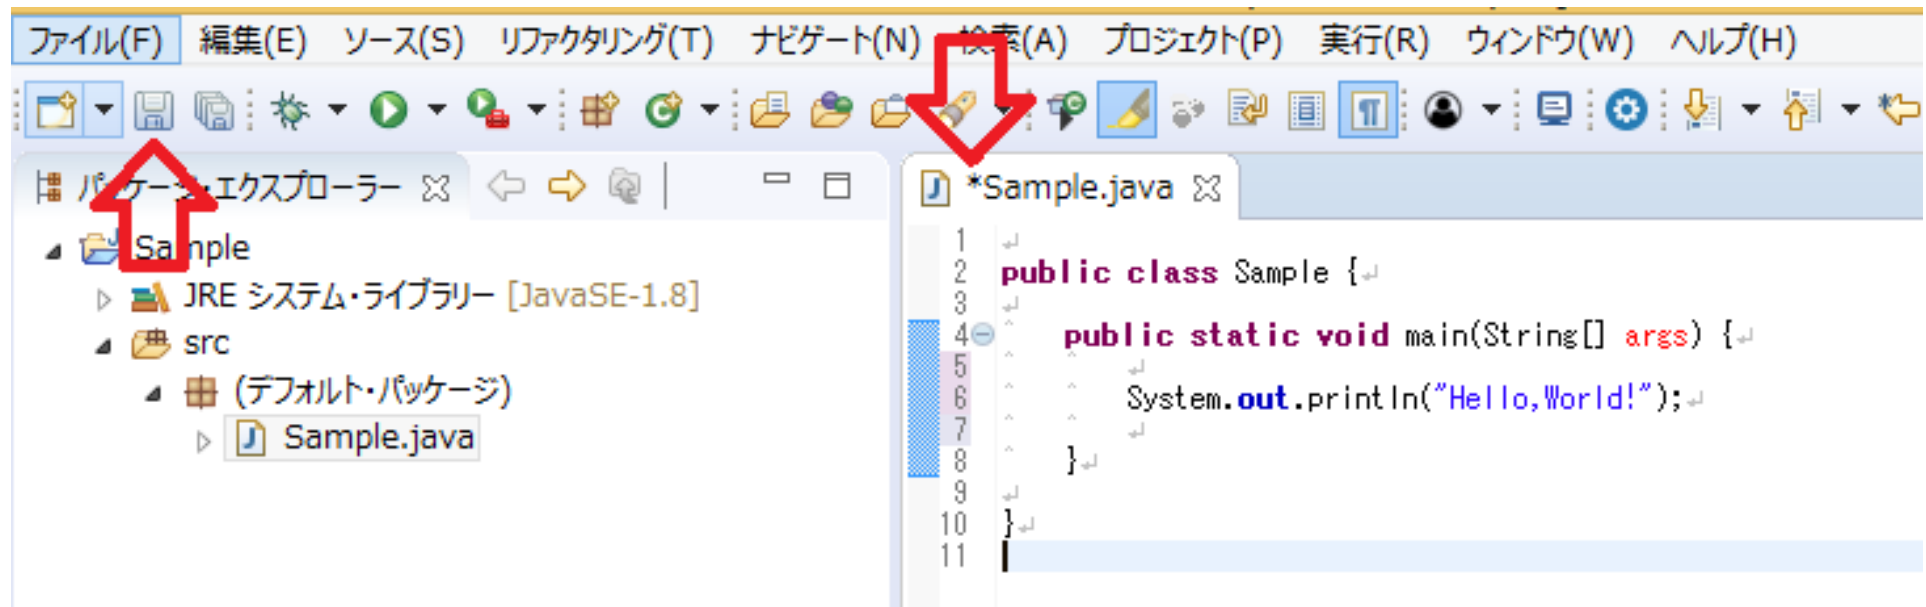 ファイル(F) 編集(E) ソース(S) リファクタリング(T) ナビゲート(N) 検索(A) プロジェクト(P) 実行(R) ウィンドウ(W) ヘルプ(H)
パッケージ・エクスプローラー
*Sample.java
Sample
JRE システム・ライブラリー [JavaSE-1.8]
src
(デフォルト・パッケージ)
Sample.java
1
2 public class Sample {
3
4 public static void main(String[] args) {
5
6 System.out.println("Hello,World!");
7
8 }
9
10 }
11